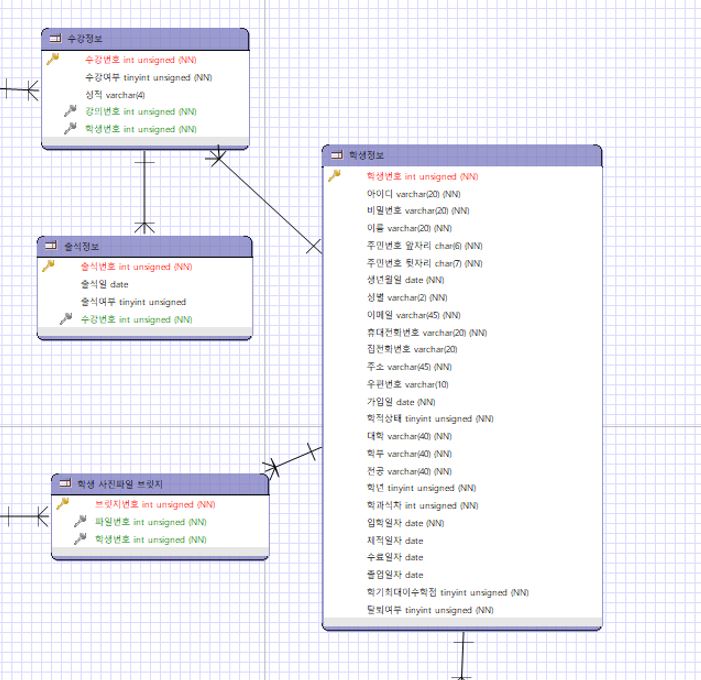 수강정보
수강번호 int unsigned (NN)
수강여부 tinyint unsigned (NN)
성적 varchar(4)
강의번호 int unsigned (NN)
학생번호 int unsigned (NN)
출석정보
출석번호 int unsigned (NN)
출석일 date
출석여부 tinyint unsigned
수강번호 int unsigned (NN)
학생 사진파일 브릿지
브릿지번호 int unsigned (NN)
파일번호 int unsigned (NN)
학생번호 int unsigned (NN)
학생정보
학생번호 int unsigned (NN)
아이디 varchar(20) (NN)
비밀번호 varchar(20) (NN)
이름 varchar(20) (NN)
주민번호 앞자리 char(6) (NN)
주민번호 뒷자리 char(7) (NN)
생년월일 date (NN)
성별 varchar(2) (NN)
이메일 varchar(45) (NN)
휴대전화번호 varchar(20) (NN)
집전화번호 varchar(20)
주소 varchar(45) (NN)
우편번호 varchar(10)
가입일 date (NN)
학적상태 tinyint unsigned (NN)
대학 varchar(40) (NN)
학부 varchar(40) (NN)
전공 varchar(40) (NN)
학년 tinyint unsigned (NN)
학과식차 int unsigned (NN)
입학일자 date (NN)
제적일자 date
수료일자 date
졸업일자 date
학기최대이수학점 tinyint unsigned (NN)
탈퇴여부 tinyint unsigned (NN)